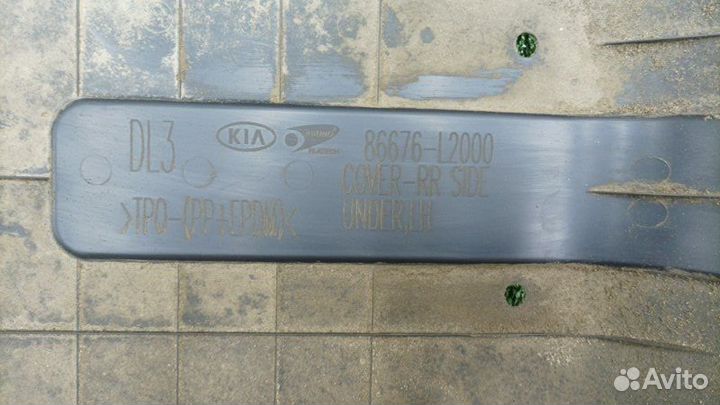 DL3 KIA 86676-L2000
COVER-RR SIDE
>TPO-(PP+EPDM)< UNDER,LH
Avito